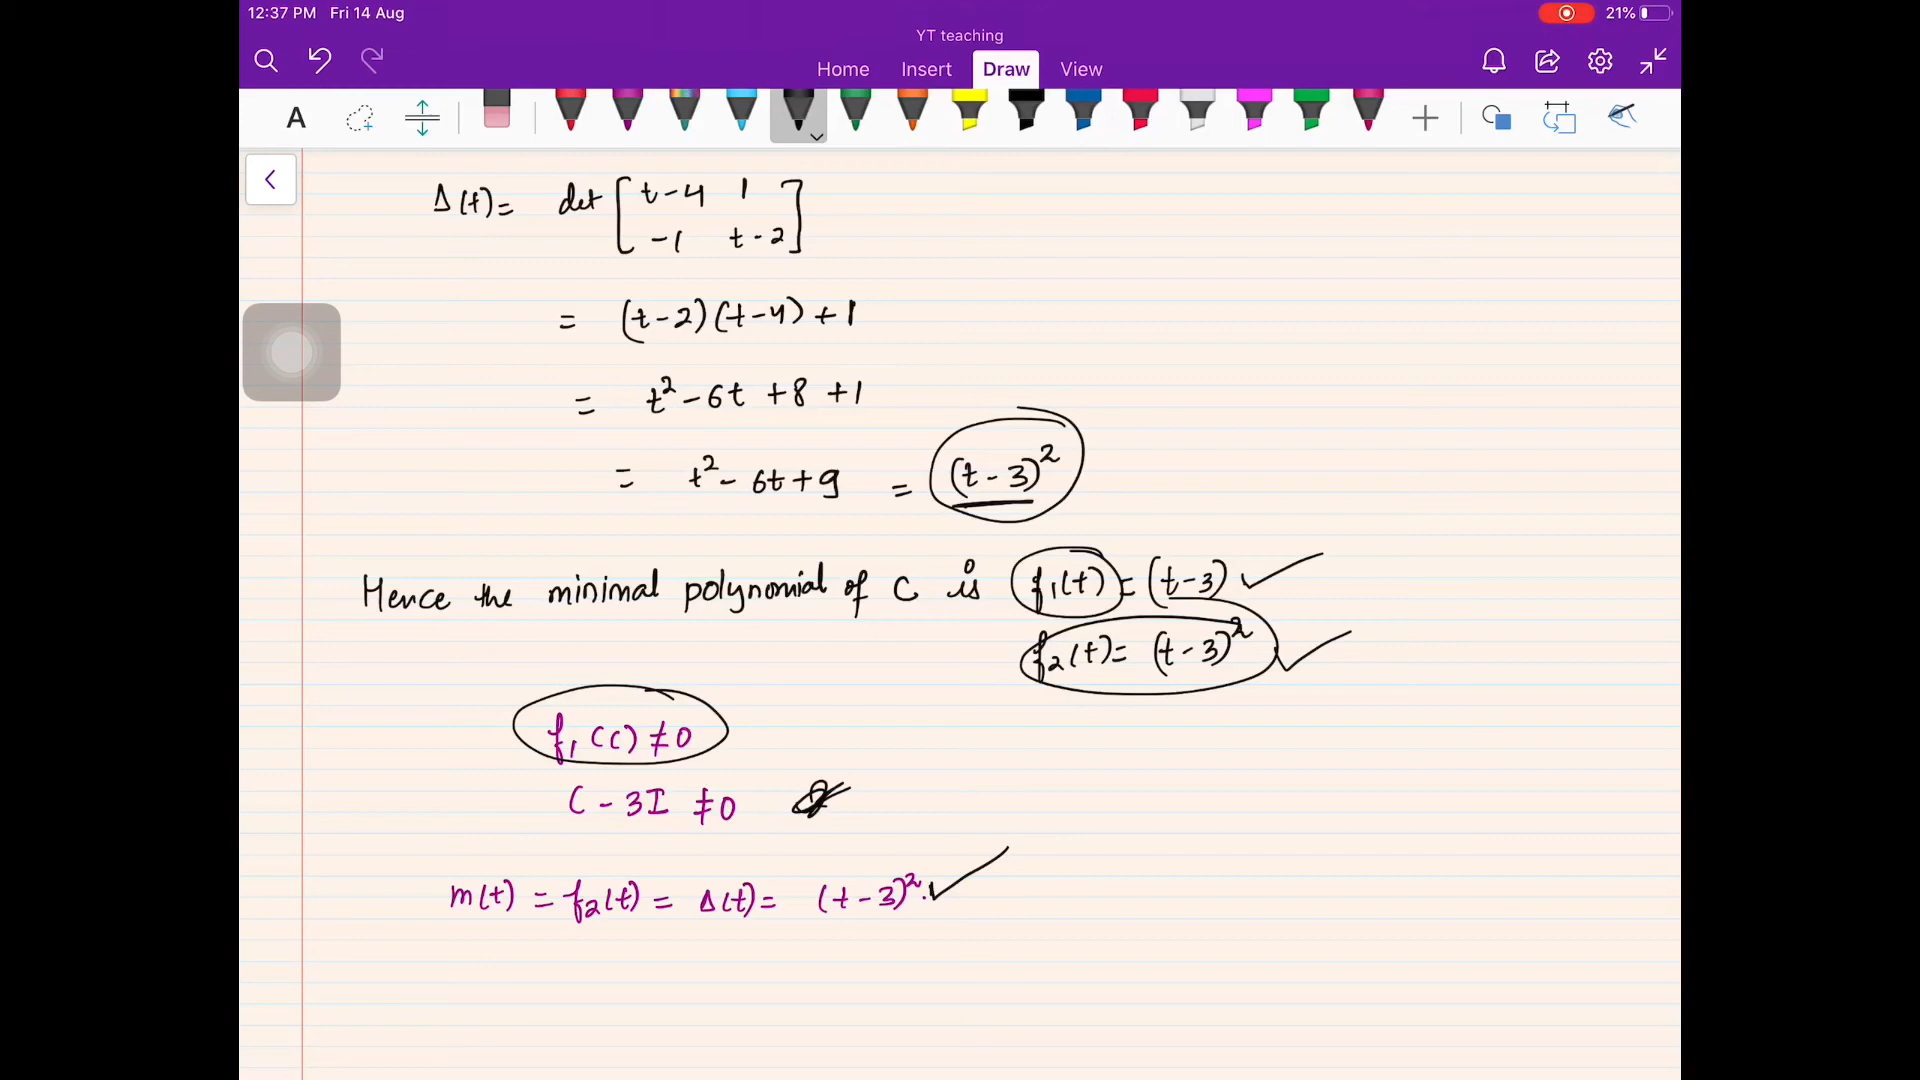 12:37 PM Fri 14 Aug
21%
YT teaching
Home Insert Draw View
A
Δ(t) = det [ t-4 1
-1 t-2 ]
= (t-2)(t-4) + 1
= t² - 6t + 8 + 1
= t² - 6t + 9 = (t-3)²
Hence the minimal polynomial of C is f₁(t) = (t-3)
f₂(t) = (t-3)²
f₁(C) ≠ 0
C - 3I ≠ 0
m(t) = f₂(t) = Δ(t) = (t-3)².